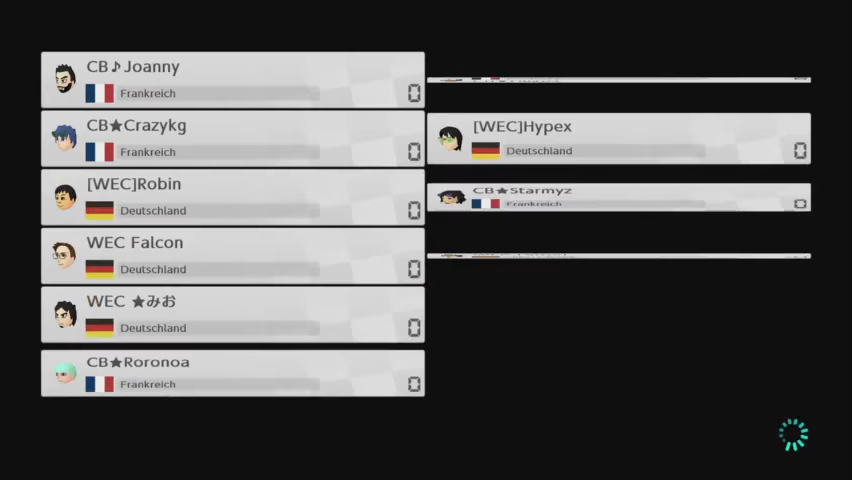 CB♪Joanny
Frankreich
0
CB★Crazykg
Frankreich
0
[WEC]Robin
Deutschland
0
WEC Falcon
Deutschland
0
WEC ★みお
Deutschland
0
CB★Roronoa
Frankreich
0
[WEC]Hypex
Deutschland
0
CB★Starmyz
Frankreich
0